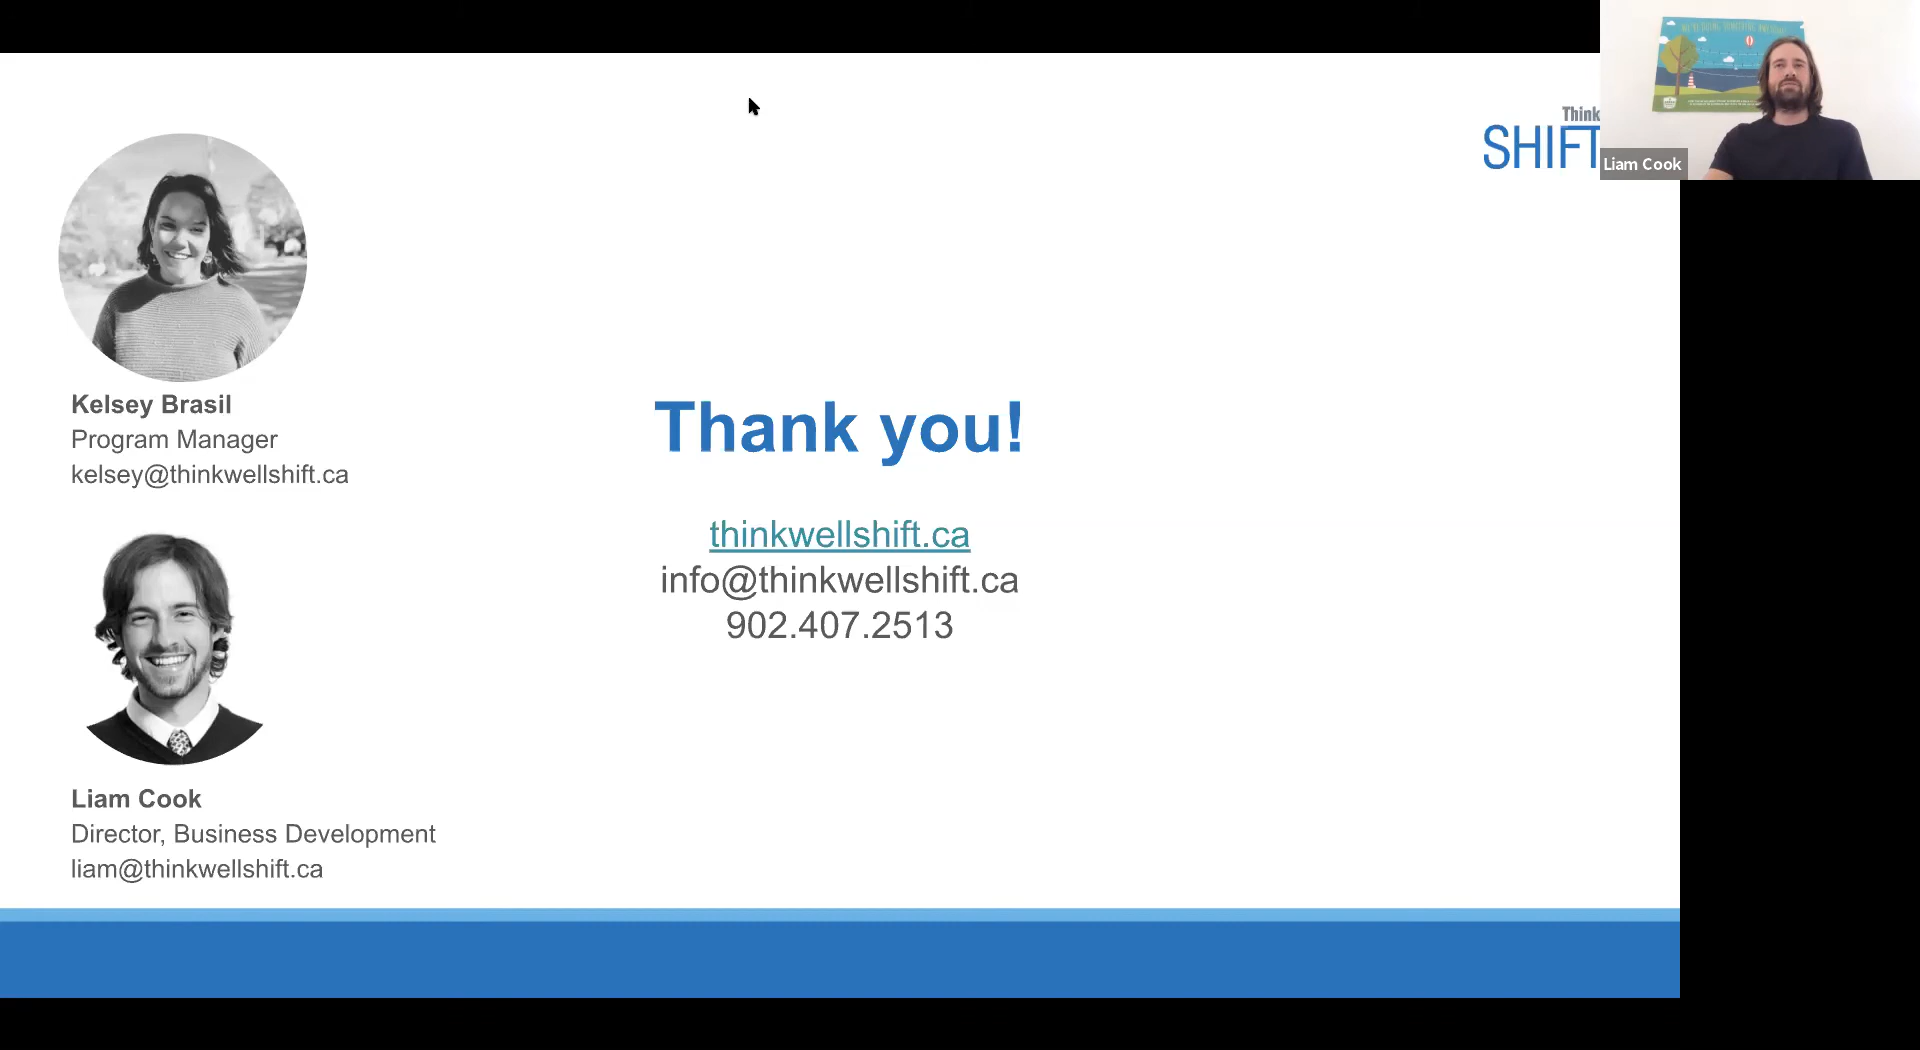 Think
SHIFT
Liam Cook
Kelsey Brasil
Program Manager
kelsey@thinkwellshift.ca
Thank you!
thinkwellshift.ca
info@thinkwellshift.ca
902.407.2513
Liam Cook
Director, Business Development
liam@thinkwellshift.ca